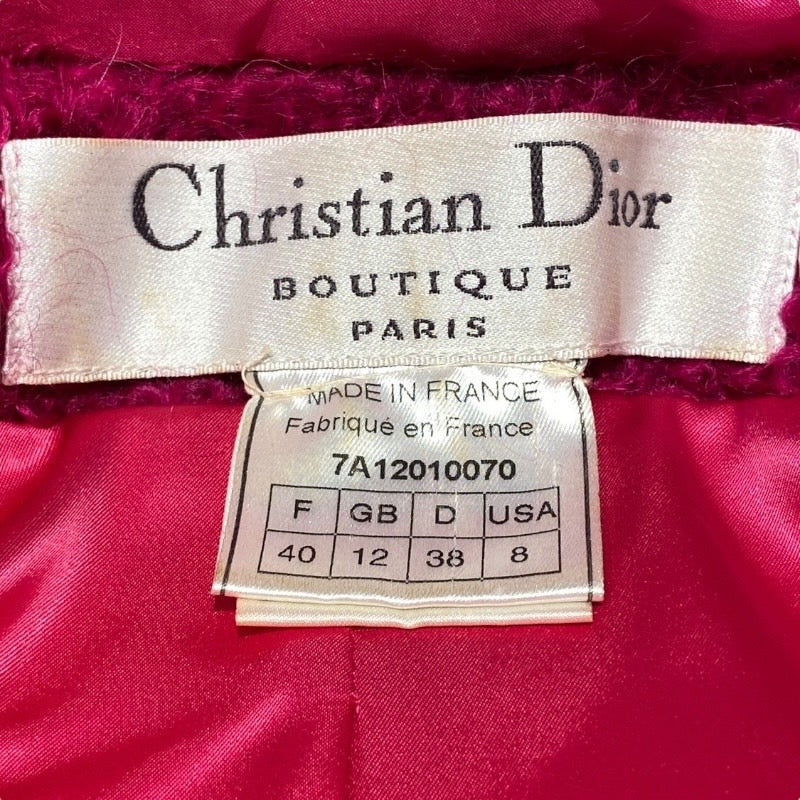 Christian Dior
BOUTIQUE
PARIS
MADE IN FRANCE
Fabriqué en France
7A12010070
F GB D USA
40 12 38 8